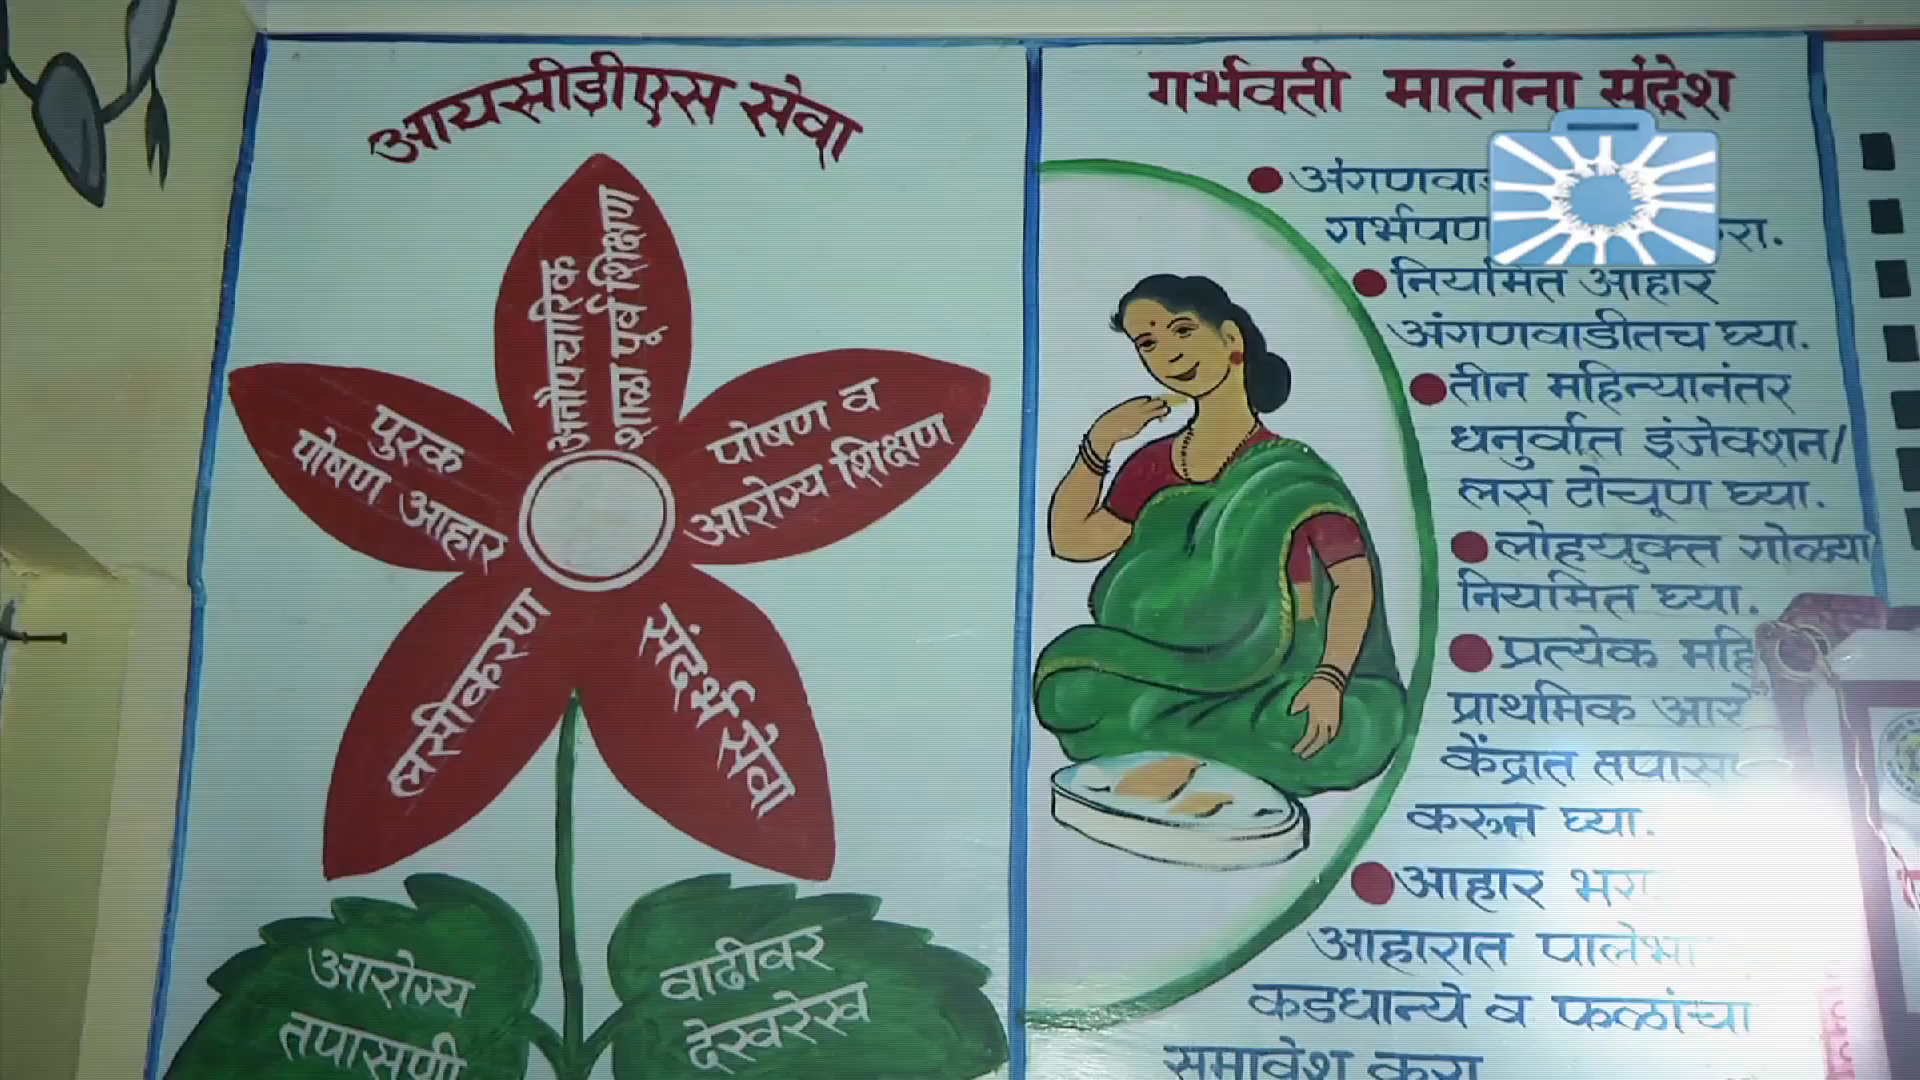 आयसीडीएस सेवा
अनौपचारिक
शाळा पूर्व शिक्षण
पुरक
पोषण आहार
पोषण व
आरोग्य शिक्षण
लसीकरण
संदर्भ सेवा
आरोग्य
तपासणी
वाढीवर
देखरेख
गर्भवती मातांना संदेश
नियमित आहार
अंगणवाडीतच घ्या.
तीन महिन्यानंतर
धनुर्वात इंजेक्शन/
लस टोचूण घ्या.
लोहयुक्त गोळ्या
नियमित घ्या.
प्रत्येक
प्राथमिक
केंद्रात
करून घ्या.
आहार
आहारात
कडधान्ये व फळांचा
समावेश करा